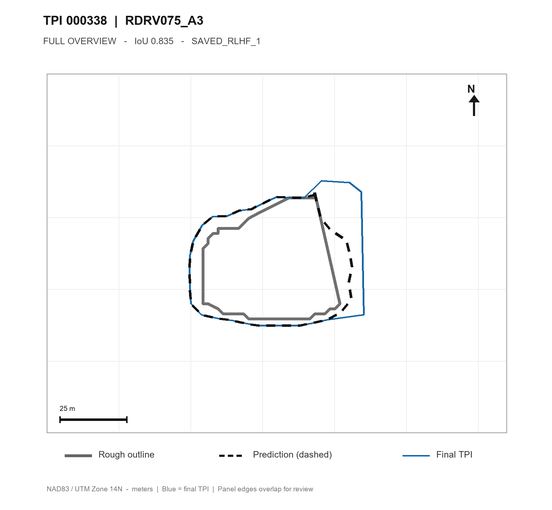 TPI 000338 | RDRV075_A3
FULL OVERVIEW - IoU 0.835 - SAVED_RLHF_1
N
25 m
Rough outline Prediction (dashed) Final TPI
NAD83 / UTM Zone 14N - meters | Blue = final TPI | Panel edges overlap for review